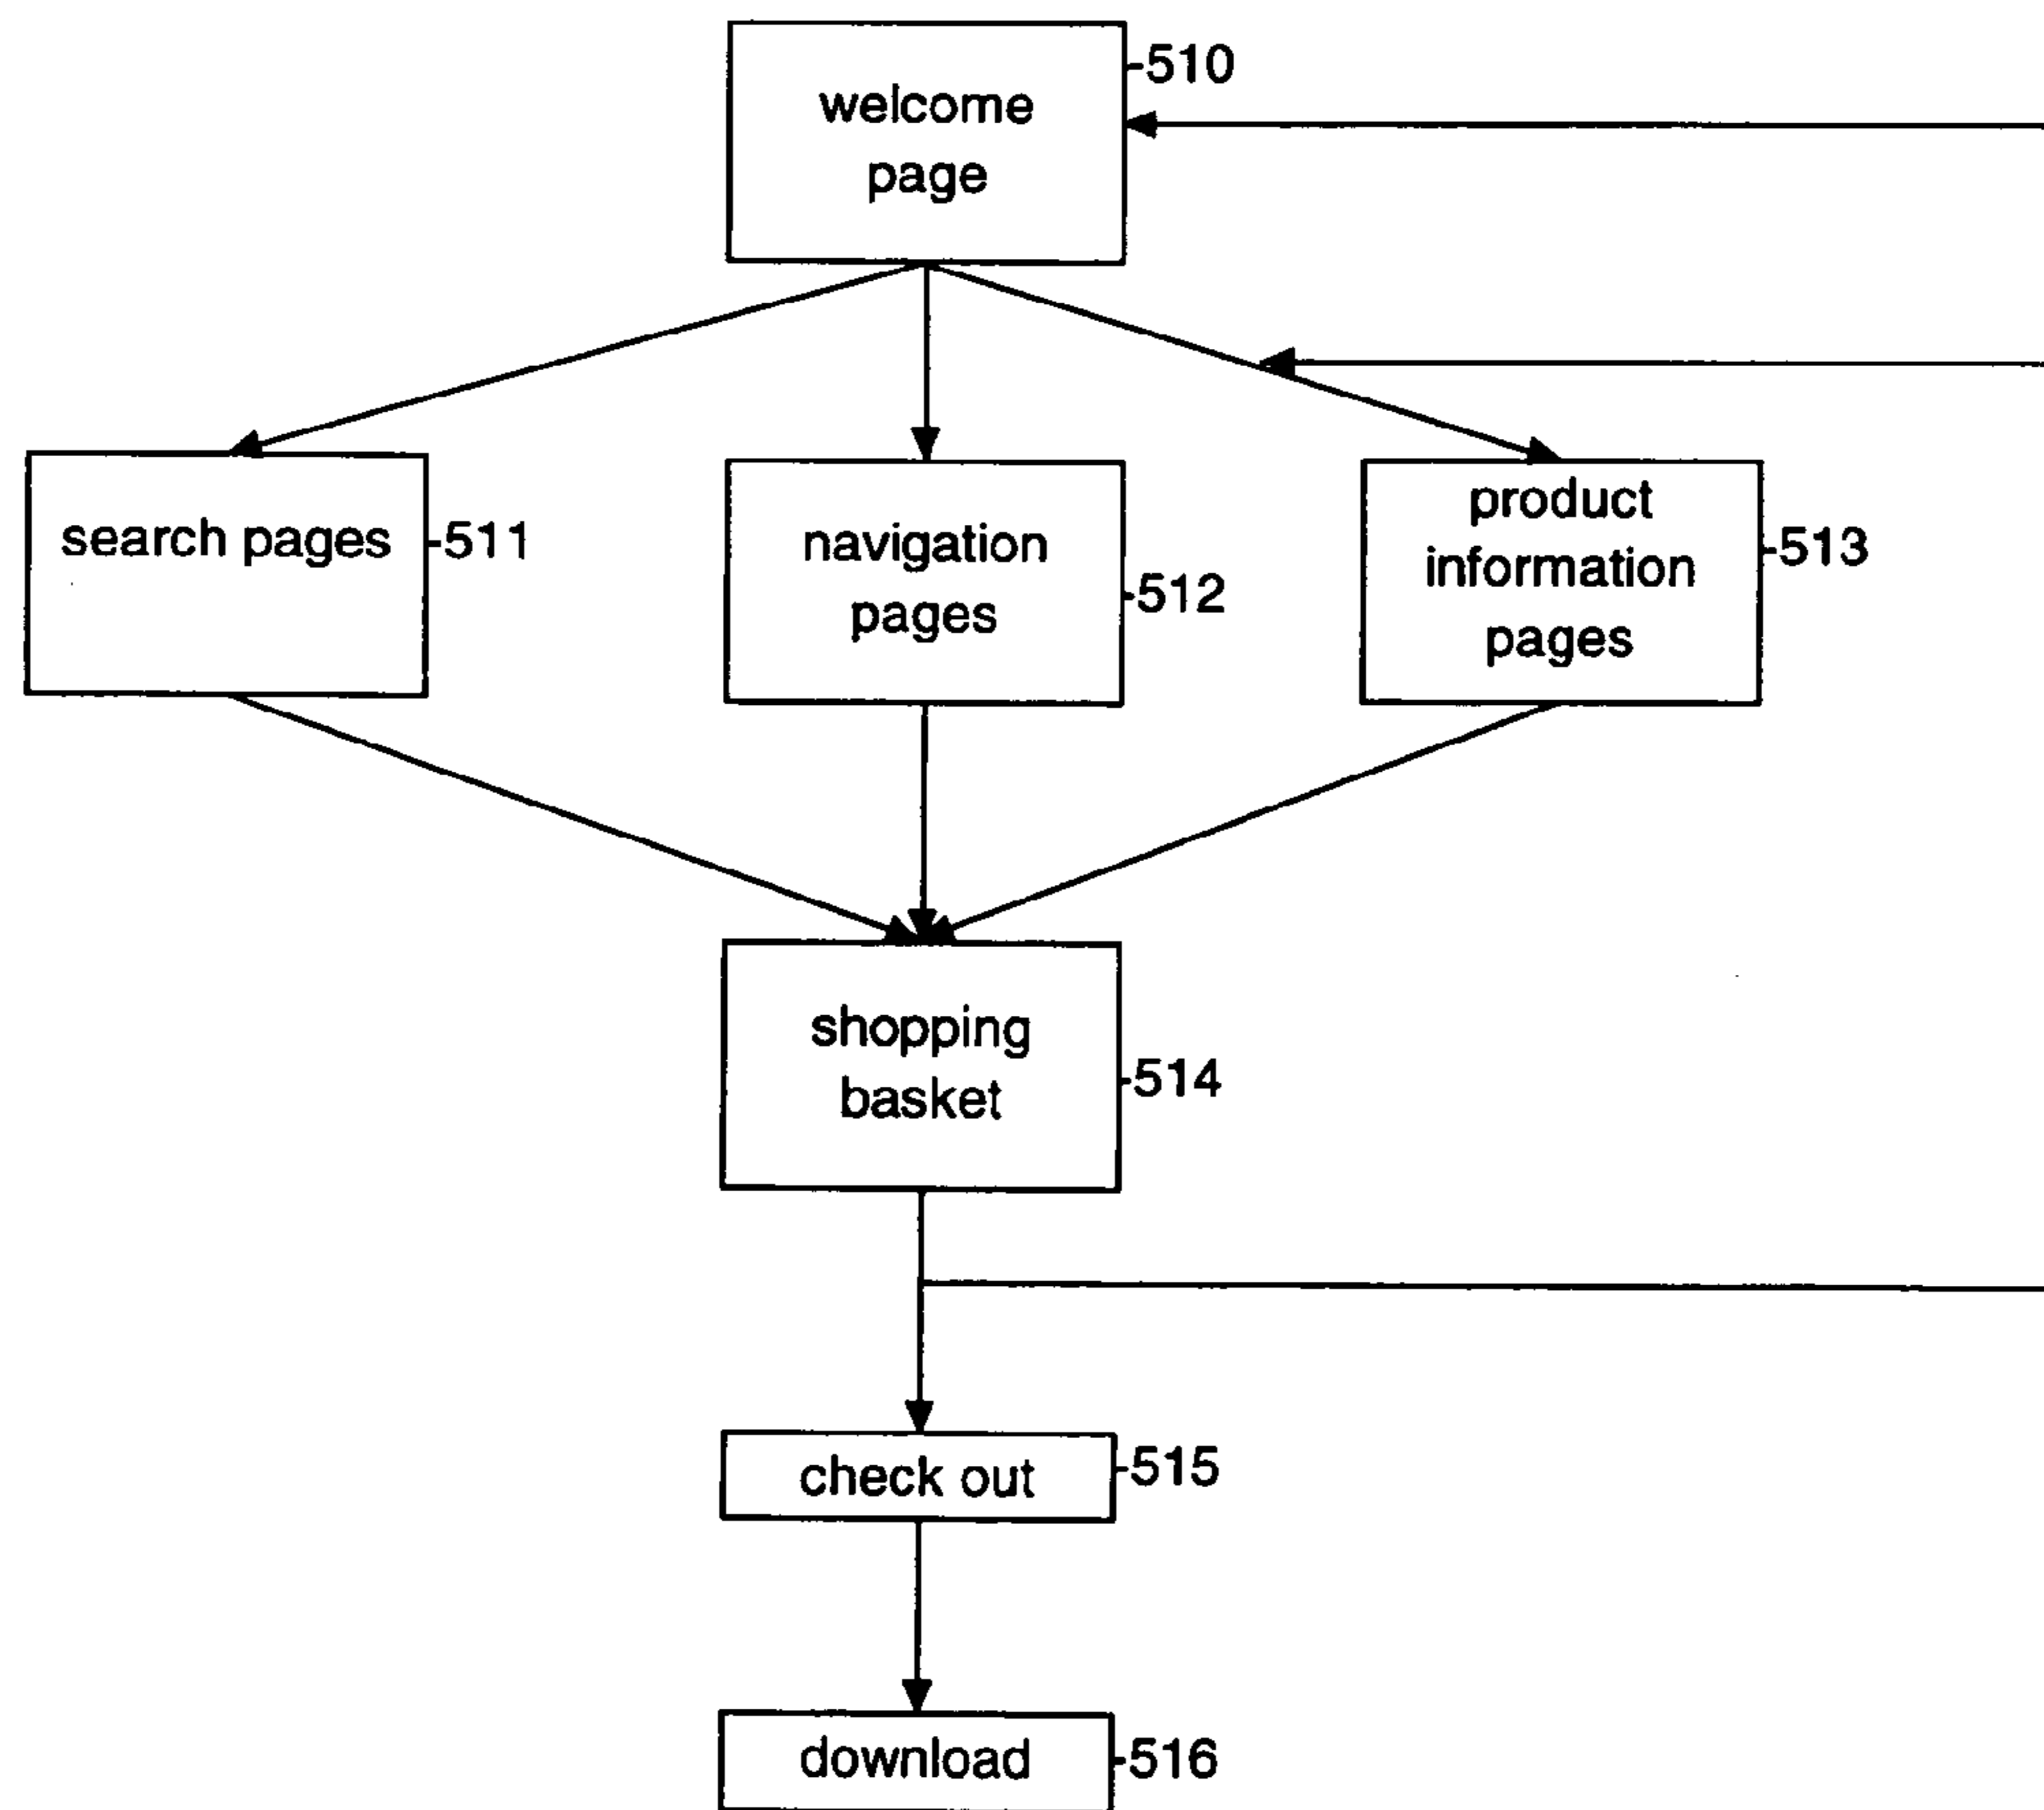 welcome
page
510
search pages
511
navigation
pages
512
product
information
pages
513
shopping
basket
514
check out
515
download
516